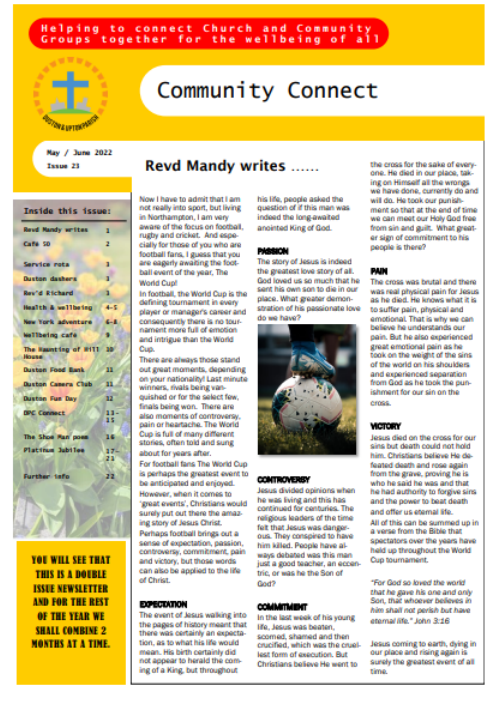 Helping to connect Church and Community
Groups together for the wellbeing of all
DUSTON & UPTON PARISH
Community Connect
May / June 2022
Issue 23
Inside this issue:
Revd Mandy writes 1
Café 50 2
Service rota 3
Duston dashers 3
Rev'd Richard 3
Health & wellbeing 4-5
New York adventure 6-8
Wellbeing cafe 9
The Haunting of Hill 10
House
Duston Food Bank 11
Duston Camera Club 11
Duston Fun Day 12
DPC Connect 13-
15
The Shoe Man poem 16
Platinum Jubilee 17-
21
Further info 22
YOU WILL SEE THAT
THIS IS A DOUBLE
ISSUE NEWSLETTER
AND FOR THE REST
OF THE YEAR WE
SHALL COMBINE 2
MONTHS AT A TIME.
Revd Mandy writes ......
Now I have to admit that I am
not really into sport, but living
in Northampton, I am very
aware of the focus on football,
rugby and cricket. And espe-
cially for those of you who are
football fans, I guess that you
are eagerly awaiting the foot-
ball event of the year, The
World Cup!
In football, the World Cup is the
defining tournament in every
player or manager's career and
consequently there is no tour-
nament more full of emotion
and intrigue than the World
Cup.
There are always those stand
out great moments, depending
on your nationality! Last minute
winners, rivals being van-
quished or for the select few,
finals being won. There are
also moments of controversy,
pain or heartache. The World
Cup is full of many different
stories, often told and sung
about for years after.
For football fans The World Cup
is perhaps the greatest event to
be anticipated and enjoyed.
However, when it comes to
'great events', Christians would
surely put out there the amaz-
ing story of Jesus Christ.
Perhaps football brings out a
sense of expectation, passion,
controversy, commitment, pain
and victory, but those words
can also be applied to the life
of Christ.
EXPECTATION
The event of Jesus walking into
the pages of history meant that
there was certainly an expecta-
tion, as to what his life would
mean. His birth certainly did
not appear to herald the com-
ing of a King, but throughout
his life, people asked the
question of if this man was
indeed the long-awaited
anointed King of God.
PASSION
The story of Jesus is indeed
the greatest love story of all.
God loved us so much that he
sent his own son to die in our
place. What greater demon-
stration of his passionate love
do we have?
CONTROVERSY
Jesus divided opinions when
he was living and this has
continued for centuries. The
religious leaders of the time
felt that Jesus was danger-
ous. They conspired to have
him killed. People have al-
ways debated was this man
just a good teacher, an eccen-
tric, or was he the Son of
God?
COMMITMENT
In the last week of his young
life, Jesus was beaten,
scorned, shamed and then
crucified, which was the cruel-
lest form of execution. But
Christians believe He went to
the cross for the sake of every-
one. He died in our place, tak-
ing on Himself all the wrongs
we have done, currently do and
will do. He took our punish-
ment so that at the end of time
we can meet our Holy God free
from sin and guilt. What great-
er sign of commitment to his
people is there?
PAIN
The cross was brutal and there
was real physical pain for Jesus
as he died. He knows what it is
to suffer pain, physical and
emotional. That is why we can
believe he understands our
pain. But he also experienced
great emotional pain as he
took on the weight of the sins
of the world on his shoulders
and experienced separation
from God as he took the pun-
ishment for our sin on the
cross.
VICTORY
Jesus died on the cross for our
sins but death could not hold
him. Christians believe He de-
feated death and rose again
from the grave, proving he is
who he said he was and that
he had authority to forgive sins
and the power to beat death
and offer us eternal life.
All of this can be summed up in
a verse from the Bible that
spectators over the years have
held up throughout the World
Cup tournament.
"For God so loved the world
that he gave his one and only
Son, that whoever believes in
him shall not perish but have
eternal life." John 3:16
Jesus coming to earth, dying in
our place and rising again is
surely the greatest event of all
time.